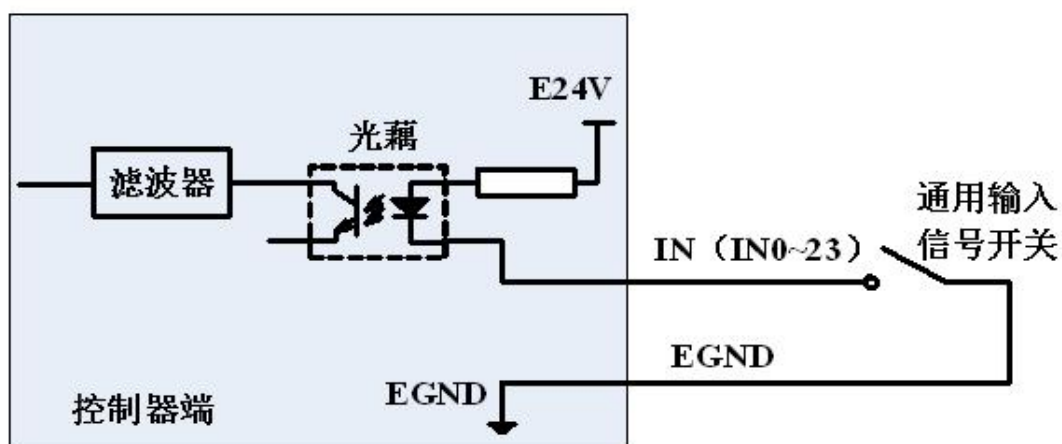 E24V
光藕
滤波器
通用输入
信号开关
IN（IN0~23）
EGND
EGND
控制器端